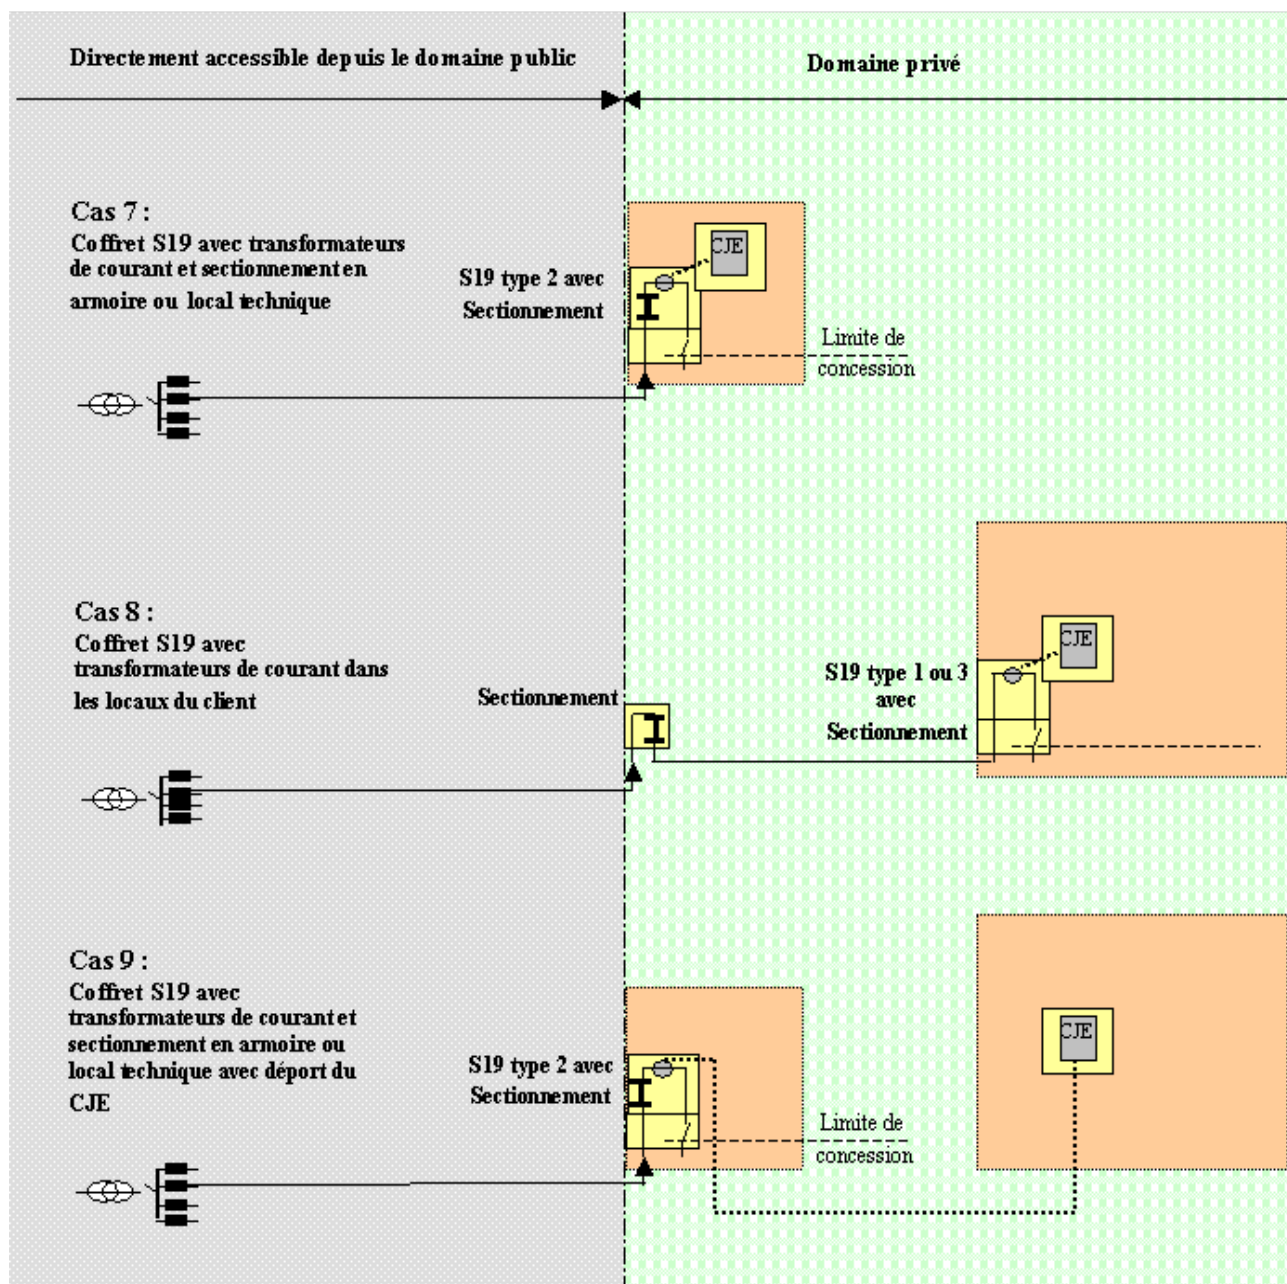 Directement accessible depuis le domaine public
Domaine privé
Cas 7 :
Coffret S19 avec transformateurs
de courant et sectionnement en
armoire ou local technique
S19 type 2 avec
Sectionnement
CJE
Limite de
concession
Cas 8 :
Coffret S19 avec
transformateurs de courant dans
les locaux du client
Sectionnement
S19 type 1 ou 3
avec
Sectionnement
CJE
Cas 9 :
Coffret S19 avec
transformateurs de courant et
sectionnement en armoire ou
local technique avec déport du
CJE
S19 type 2 avec
Sectionnement
Limite de
concession
CJE